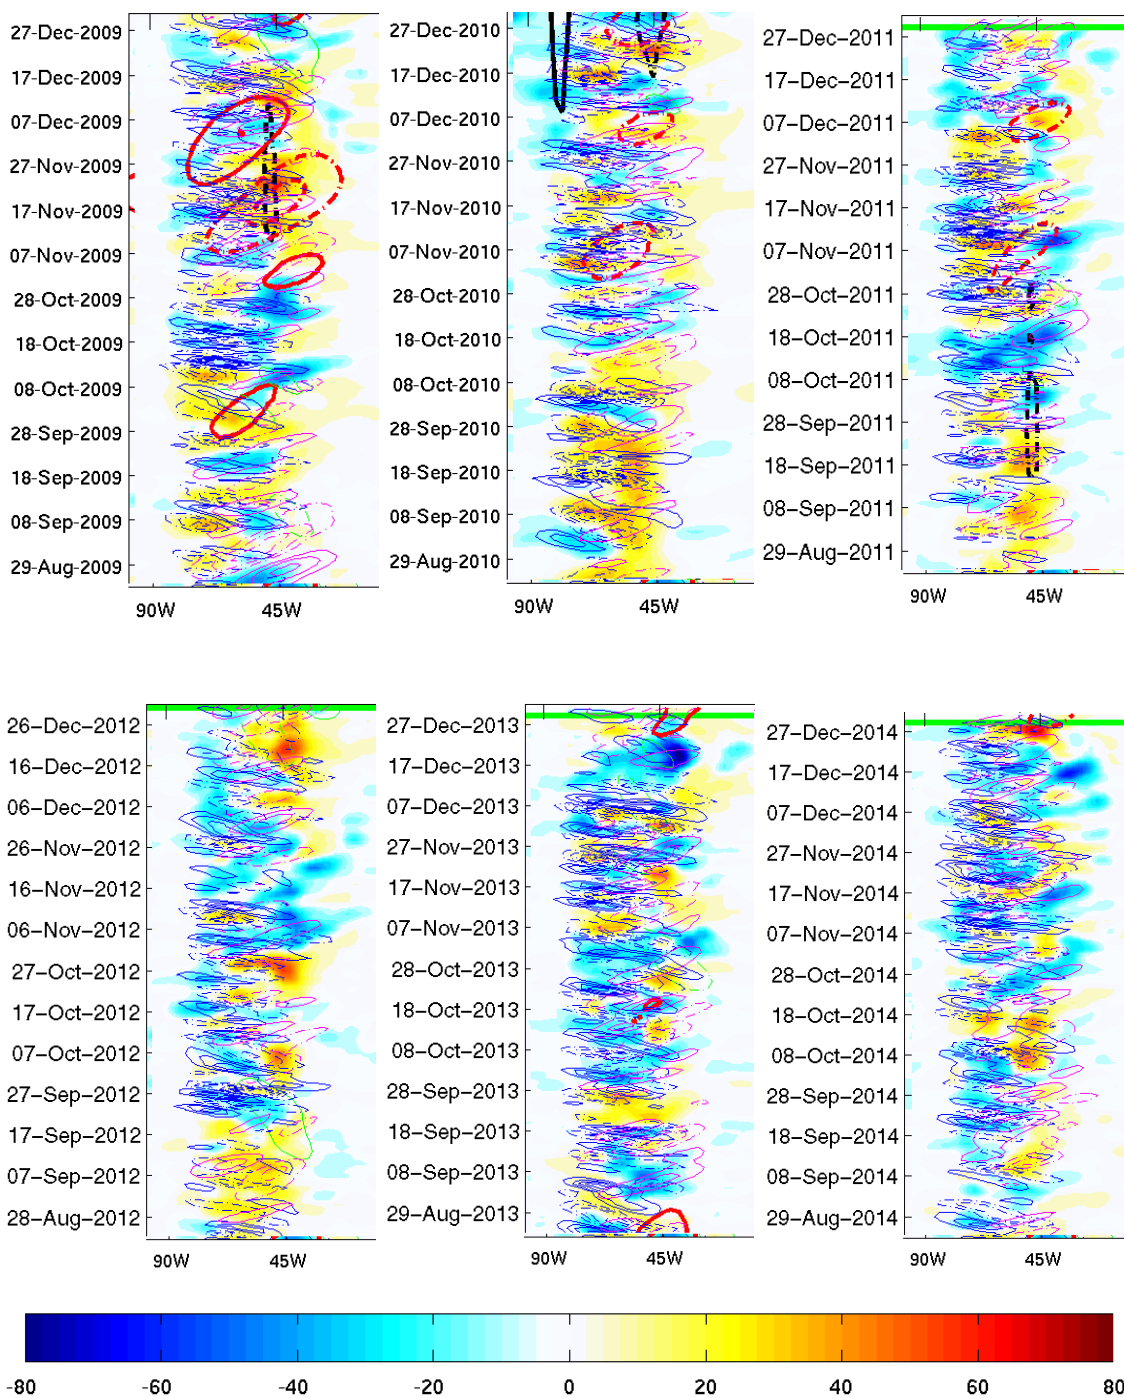 27-Dec-2009
17-Dec-2009
07-Dec-2009
27-Nov-2009
17-Nov-2009
07-Nov-2009
28-Oct-2009
18-Oct-2009
08-Oct-2009
28-Sep-2009
18-Sep-2009
08-Sep-2009
29-Aug-2009
90W 45W
27-Dec-2010
17-Dec-2010
07-Dec-2010
27-Nov-2010
17-Nov-2010
07-Nov-2010
28-Oct-2010
18-Oct-2010
08-Oct-2010
28-Sep-2010
18-Sep-2010
08-Sep-2010
29-Aug-2010
90W 45W
27-Dec-2011
17-Dec-2011
07-Dec-2011
27-Nov-2011
17-Nov-2011
07-Nov-2011
28-Oct-2011
18-Oct-2011
08-Oct-2011
28-Sep-2011
18-Sep-2011
08-Sep-2011
29-Aug-2011
90W 45W
26-Dec-2012
16-Dec-2012
06-Dec-2012
26-Nov-2012
16-Nov-2012
06-Nov-2012
27-Oct-2012
17-Oct-2012
07-Oct-2012
27-Sep-2012
17-Sep-2012
07-Sep-2012
28-Aug-2012
90W 45W
27-Dec-2013
17-Dec-2013
07-Dec-2013
27-Nov-2013
17-Nov-2013
07-Nov-2013
28-Oct-2013
18-Oct-2013
08-Oct-2013
28-Sep-2013
18-Sep-2013
08-Sep-2013
29-Aug-2013
90W 45W
27-Dec-2014
17-Dec-2014
07-Dec-2014
27-Nov-2014
17-Nov-2014
07-Nov-2014
28-Oct-2014
18-Oct-2014
08-Oct-2014
28-Sep-2014
18-Sep-2014
08-Sep-2014
29-Aug-2014
90W 45W
-80 -60 -40 -20 0 20 40 60 80